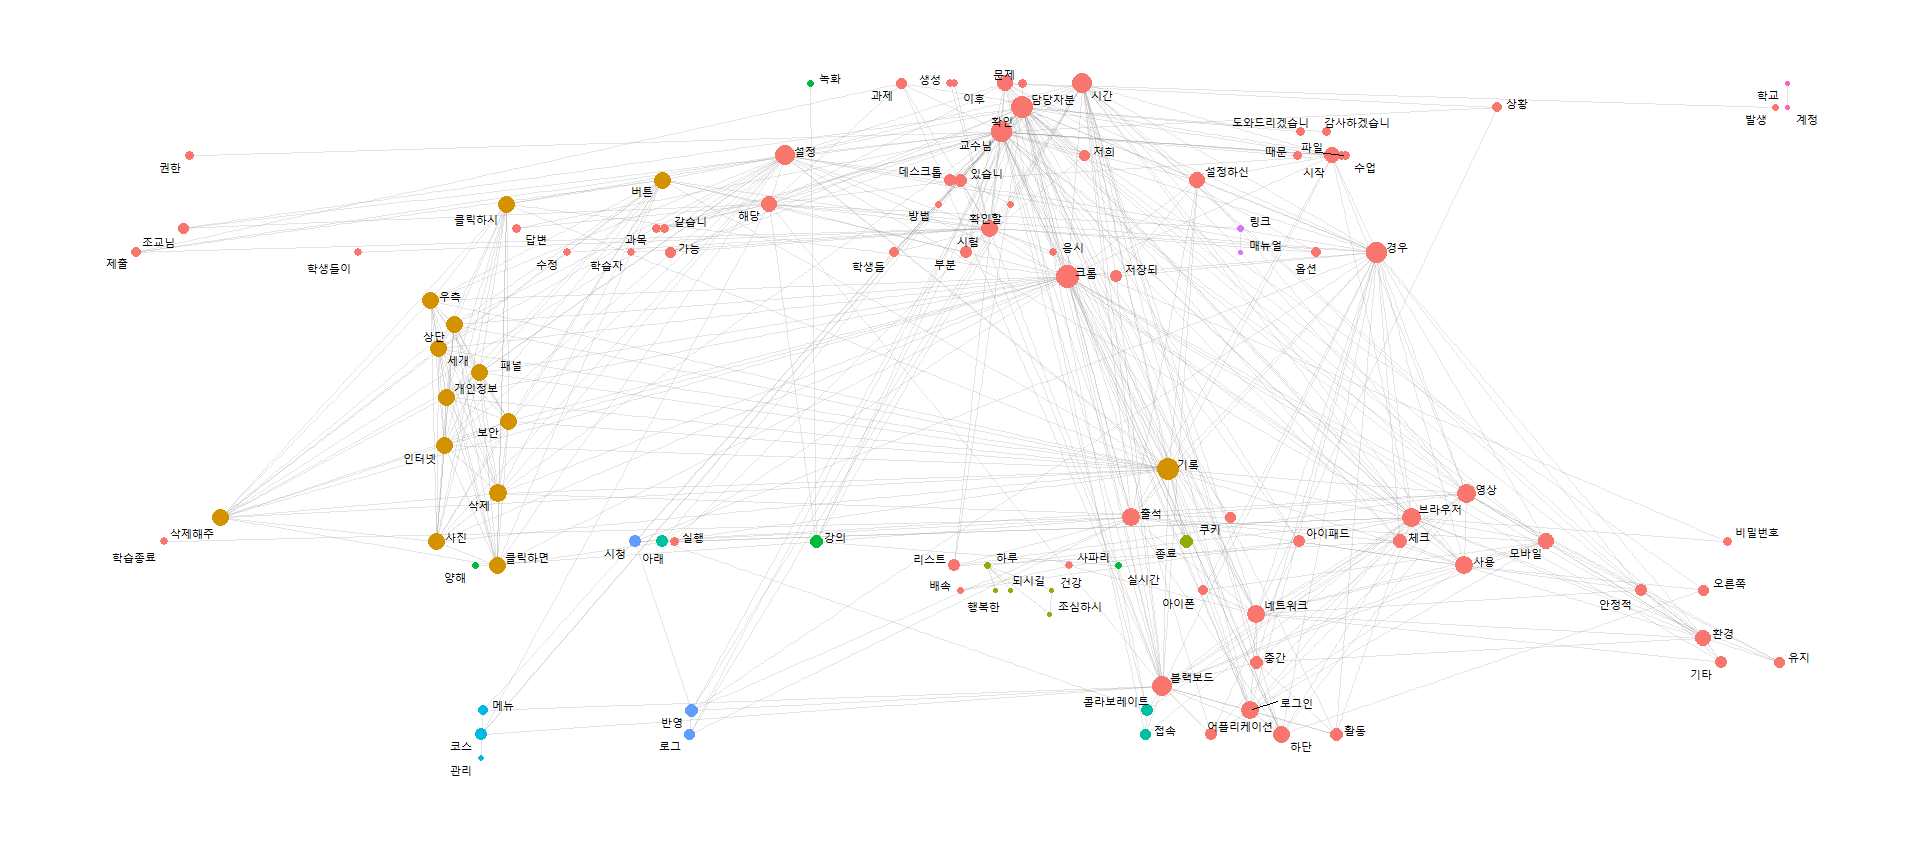 녹화
과제
생성
이후
문제
담당자분
시간
상황
학교
발생
계정
확인
교수님
도와드리겠습니
감사하겠습니
권한
설정
저희
때문
파일
시작
수업
버튼
데스크톱
있습니
설정하신
클릭하시
해당
방법
확인할
링크
조교님
답변
과목
같습니
시험
매뉴얼
경우
제출
학생들이
수정
학습자
가능
학생들
부분
응시
크롬
저장되
옵션
우측
상단
세개
패널
개인정보
보안
인터넷
기록
삭제
영상
삭제해주
출석
쿠키
브라우저
학습종료
사진
클릭하면
시청
아래
실행
강의
종료
아이패드
체크
모바일
비밀번호
양해
리스트
하루
사파리
실시간
사용
배속
행복한
되시길
건강
조심하시
아이폰
네트워크
안정적
오른쪽
환경
중간
기타
유지
블랙보드
메뉴
반영
콜라보레이트
로그인
코스
로그
접속
어플리케이션
하단
활동
관리